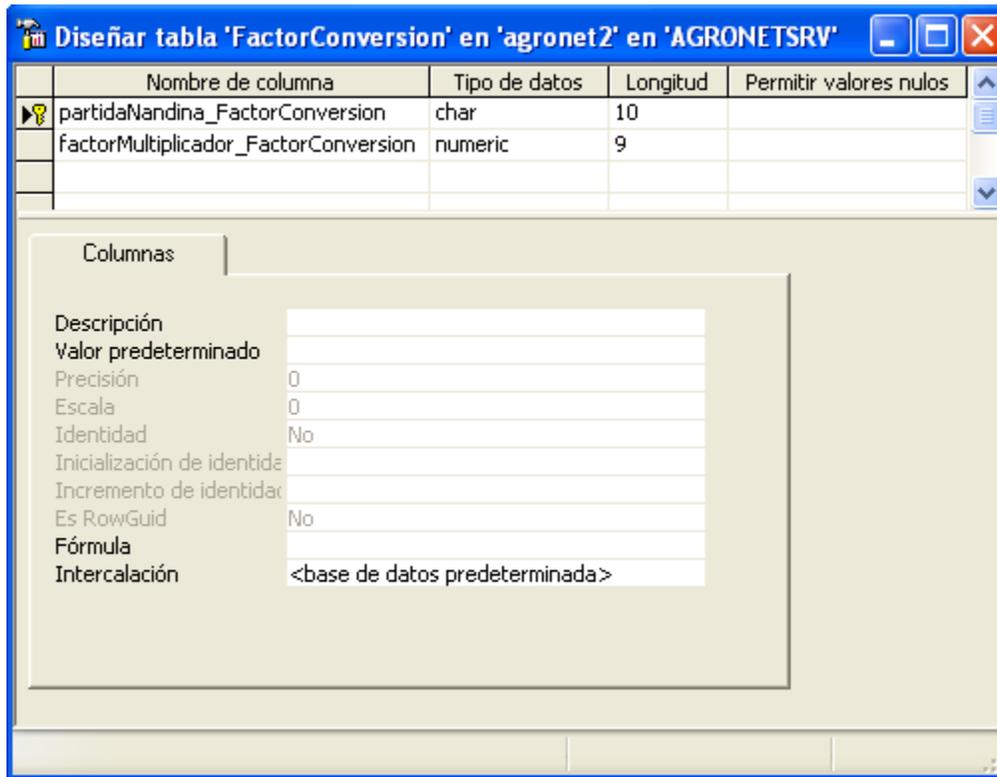 Diseñar tabla 'FactorConversion' en 'agronet2' en 'AGRONETSRV'
Nombre de columna Tipo de datos Longitud Permitir valores nulos
partidaNandina_FactorConversion char 10
factorMultiplicador_FactorConversion numeric 9
Columnas
Descripción
Valor predeterminado
Precisión 0
Escala 0
Identidad No
Inicialización de identida
Incremento de identidad
Es RowGuid No
Fórmula
Intercalación <base de datos predeterminada>